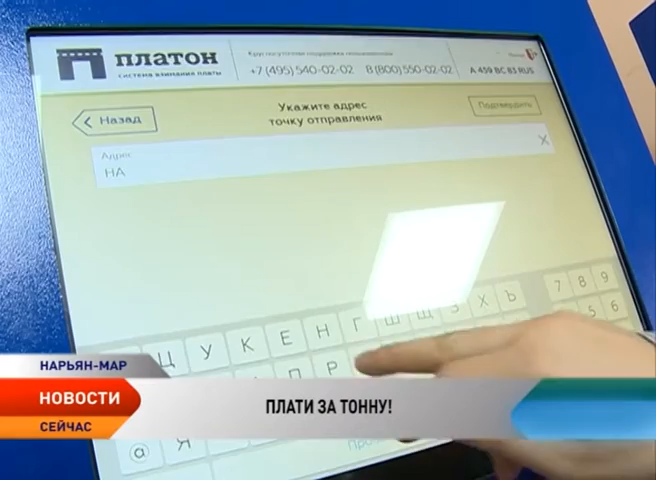 ПЛАТОН
система взимания платы
+7 (495) 540-02-02 8 (800) 550-02-02
А 459 ВС 83 RUS
Назад
Укажите адрес
точку отправления
Подтвердить
Адрес
НА
X
7 8 9
Ц У К Е Н Г Ш Щ З Х Ъ
5 6
П Р
@ Я
НАРЬЯН-МАР
НОВОСТИ
СЕЙЧАС
ПЛАТИ ЗА ТОННУ!